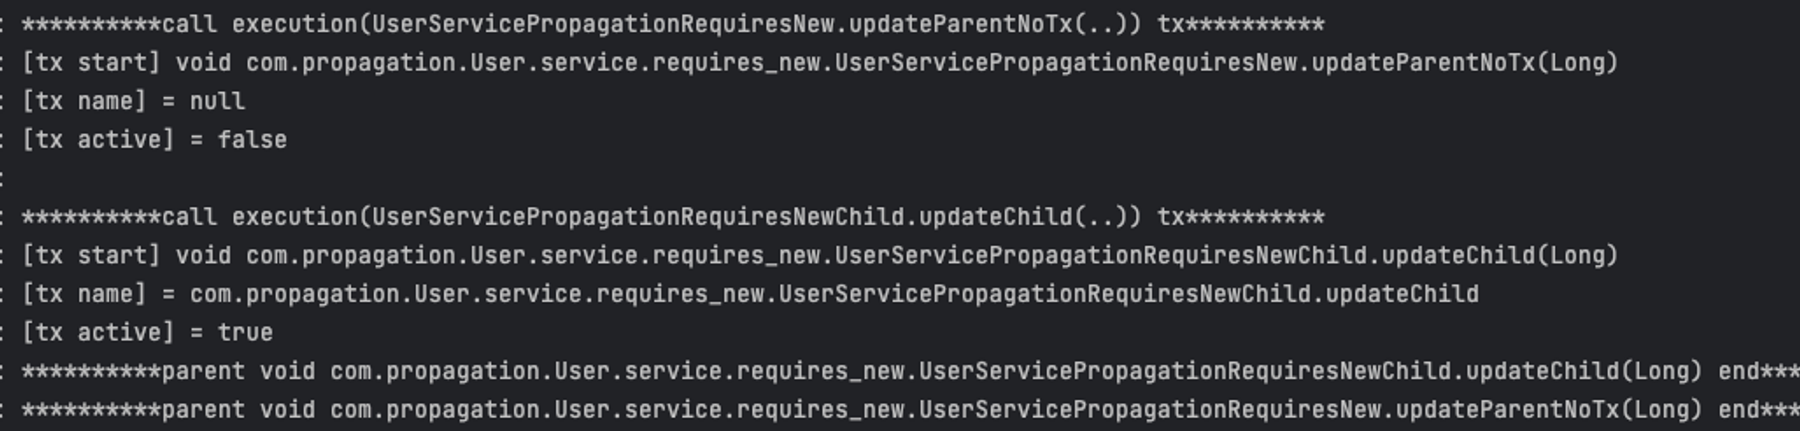 : **********call execution(UserServicePropagationRequiresNew.updateParentNoTx(..)) tx**********
: [tx start] void com.propagation.User.service.requires_new.UserServicePropagationRequiresNew.updateParentNoTx(Long)
: [tx name] = null
: [tx active] = false
:
: **********call execution(UserServicePropagationRequiresNewChild.updateChild(..)) tx**********
: [tx start] void com.propagation.User.service.requires_new.UserServicePropagationRequiresNewChild.updateChild(Long)
: [tx name] = com.propagation.User.service.requires_new.UserServicePropagationRequiresNewChild.updateChild
: [tx active] = true
: **********parent void com.propagation.User.service.requires_new.UserServicePropagationRequiresNewChild.updateChild(Long) end***
: **********parent void com.propagation.User.service.requires_new.UserServicePropagationRequiresNew.updateParentNoTx(Long) end***